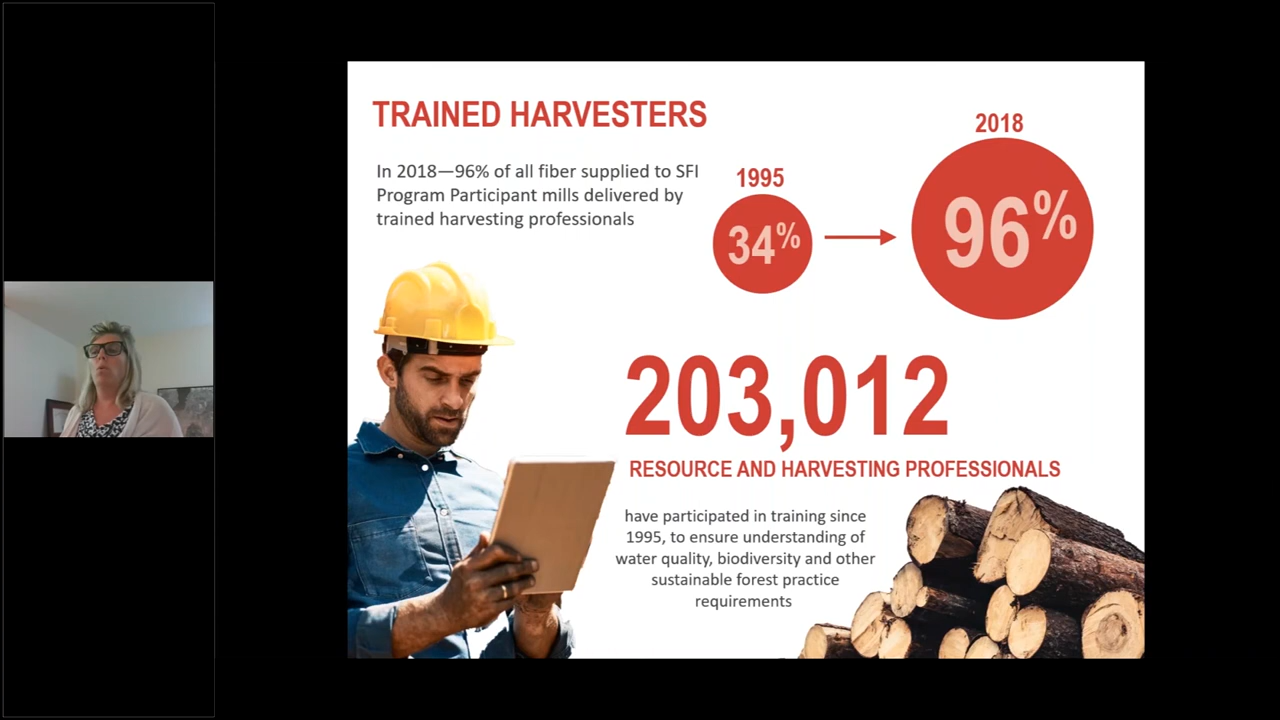 TRAINED HARVESTERS
In 2018—96% of all fiber supplied to SFI
Program Participant mills delivered by
trained harvesting professionals
1995
34%
2018
96%
203,012
RESOURCE AND HARVESTING PROFESSIONALS
have participated in training since
1995, to ensure understanding of
water quality, biodiversity and other
sustainable forest practice
requirements